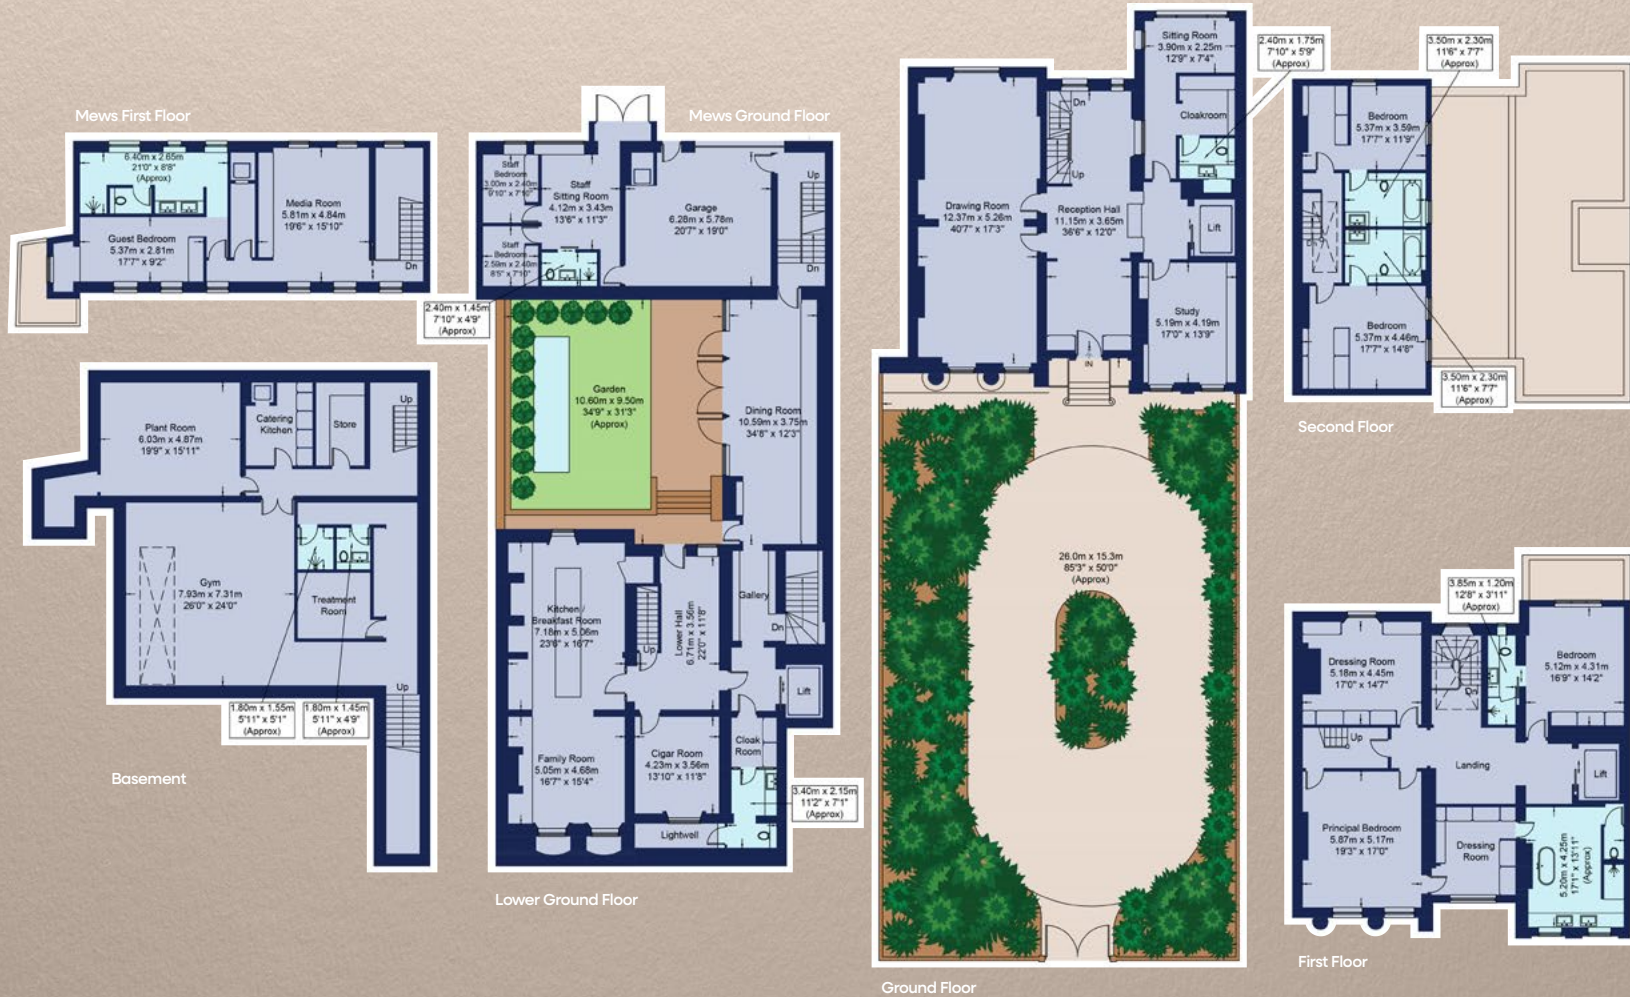 Mews First Floor
6.40m x 2.65m
21'0" x 8'8"
(Approx)
Media Room
5.81m x 4.84m
19'6" x 15'10"
Guest Bedroom
5.37m x 2.81m
17'7" x 9'2"
Dn
Mews Ground Floor
Staff
Bedroom
3.00m x 2.40m
9'10" x 7'10"
Staff
Sitting Room
4.12m x 3.43m
13'6" x 11'3"
Garage
6.28m x 5.78m
20'7" x 19'0"
Up
Staff
Bedroom
2.59m x 2.40m
8'5" x 7'10"
Dn
2.40m x 1.45m
7'10" x 4'9"
(Approx)
Garden
10.60m x 9.50m
34'9" x 31'3"
(Approx)
Dining Room
10.59m x 3.75m
34'8" x 12'3"
Kitchen /
Breakfast Room
7.18m x 5.06m
23'6" x 16'7"
Lower Hall
6.71m x 3.56m
22'0" x 11'8"
Up
Gallery
Dn
Lift
Family Room
5.05m x 4.68m
16'7" x 15'4"
Cigar Room
4.23m x 3.56m
13'10" x 11'8"
Cloak
Room
3.40m x 2.15m
11'2" x 7'1"
(Approx)
Lightwell
Lower Ground Floor
Plant Room
6.03m x 4.87m
19'9" x 15'11"
Catering
Kitchen
Store
Up
Gym
7.93m x 7.31m
26'0" x 24'0"
Treatment
Room
Up
1.80m x 1.55m
5'11" x 5'1"
(Approx)
1.80m x 1.45m
5'11" x 4'9"
(Approx)
Basement
Sitting Room
3.90m x 2.25m
12'9" x 7'4"
2.40m x 1.75m
7'10" x 5'9"
(Approx)
Dn
Cloakroom
Up
Drawing Room
12.37m x 5.26m
40'7" x 17'3"
Reception Hall
11.15m x 3.65m
36'6" x 12'0"
Lift
Study
5.19m x 4.19m
17'0" x 13'9"
IN
26.0m x 15.3m
85'3" x 50'0"
(Approx)
Ground Floor
3.50m x 2.30m
11'6" x 7'7"
(Approx)
Bedroom
5.37m x 3.59m
17'7" x 11'9"
Dn
Bedroom
5.37m x 4.46m
17'7" x 14'8"
3.50m x 2.30m
11'6" x 7'7"
(Approx)
Second Floor
3.85m x 1.20m
12'8" x 3'11"
(Approx)
Dressing Room
5.18m x 4.45m
17'0" x 14'7"
Dn
Bedroom
5.12m x 4.31m
16'9" x 14'2"
Up
Landing
Lift
Principal Bedroom
5.87m x 5.17m
19'3" x 17'0"
Dressing
Room
5.20m x 4.25m
17'1" x 13'11"
(Approx)
First Floor